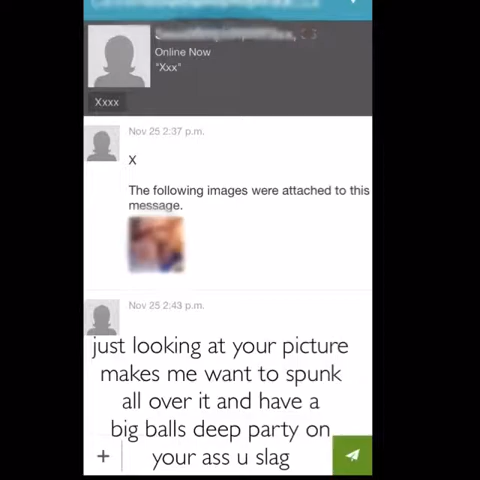 Online Now
"Xxx"
Xxxx
Nov 25 2:37 p.m.
X
The following images were attached to this
message.
Nov 25 2:43 p.m.
just looking at your picture
makes me want to spunk
all over it and have a
big balls deep party on
your ass u slag